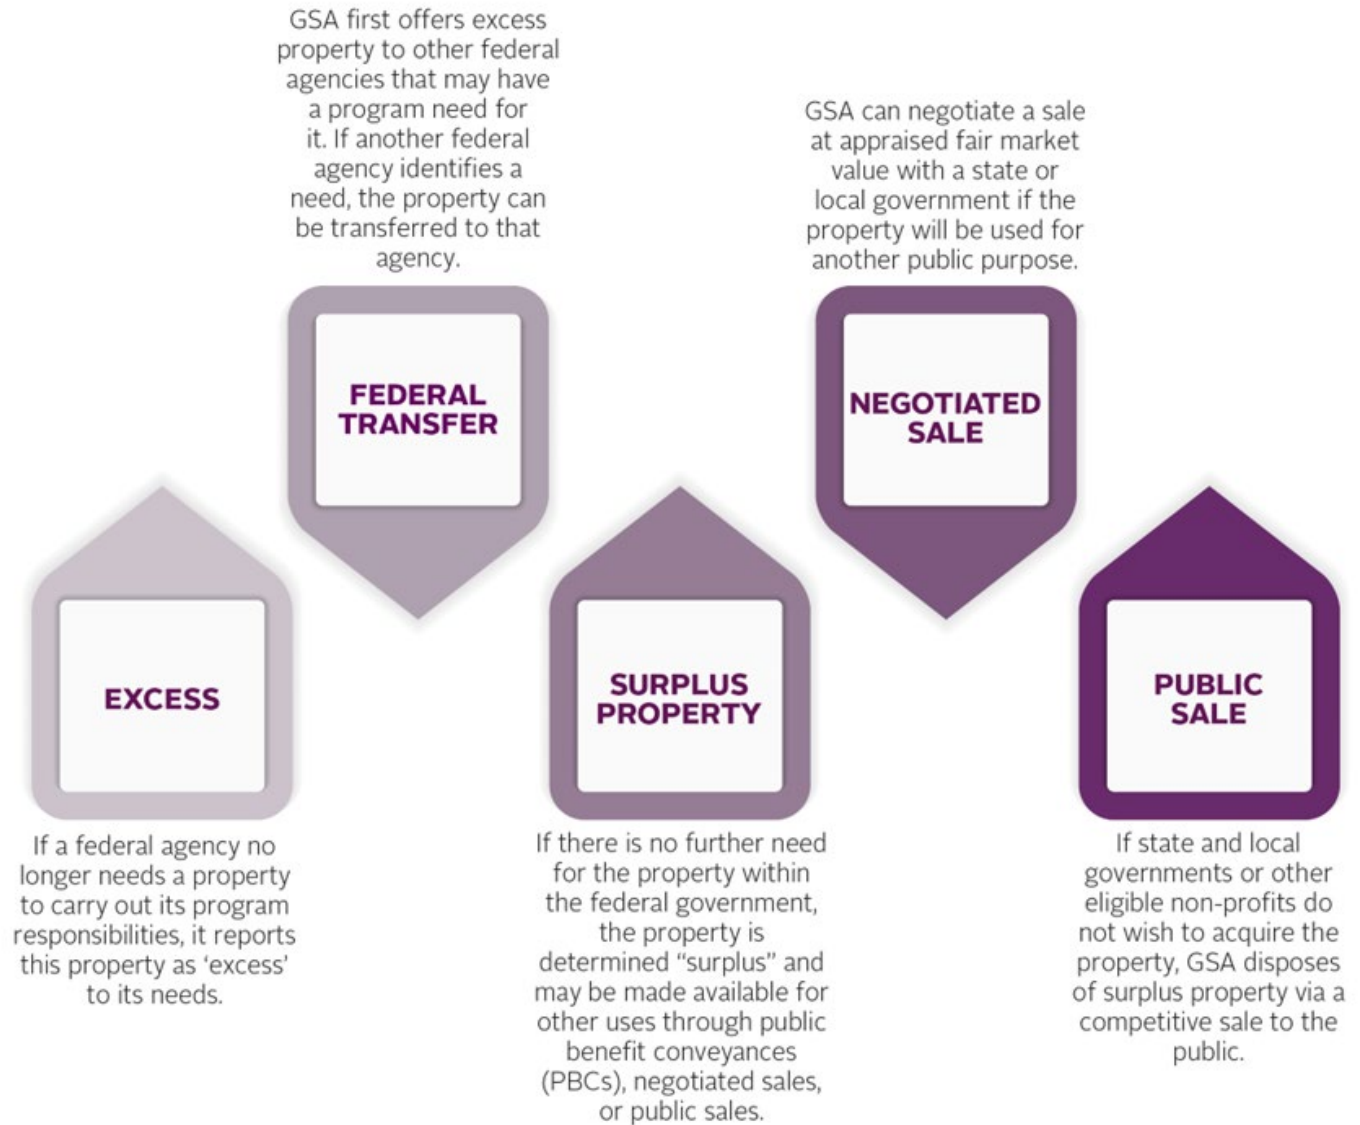 If a federal agency no
longer needs a property
to carry out its program
responsibilities, it reports
this property as ‘excess’
to its needs.
EXCESS
GSA first offers excess
property to other federal
agencies that may have
a program need for
it. If another federal
agency identifies a
need, the property can
be transferred to that
agency.
FEDERAL
TRANSFER
SURPLUS
PROPERTY
If there is no further need
for the property within
the federal government,
the property is
determined “surplus” and
may be made available for
other uses through public
benefit conveyances
(PBCs), negotiated sales,
or public sales.
GSA can negotiate a sale
at appraised fair market
value with a state or
local government if the
property will be used for
another public purpose.
NEGOTIATED
SALE
PUBLIC
SALE
If state and local
governments or other
eligible non-profits do
not wish to acquire the
property, GSA disposes
of surplus property via a
competitive sale to the
public.